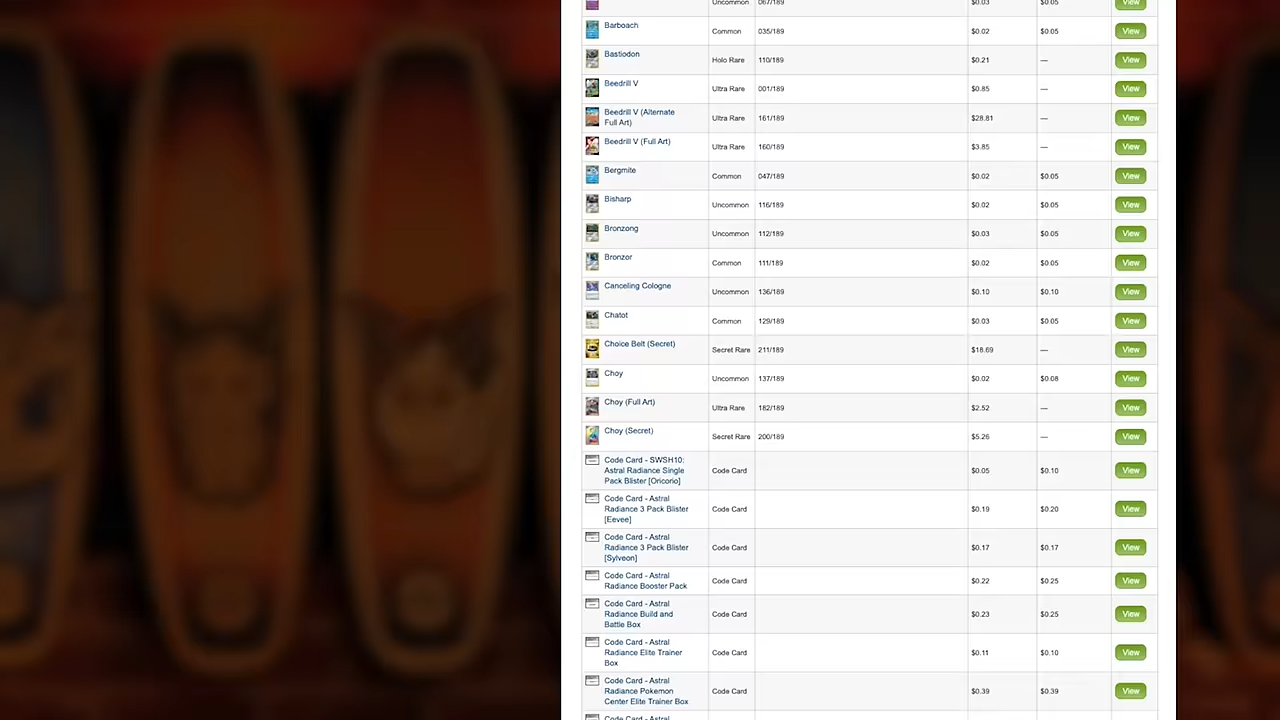 Uncommon 067/189 $0.03 $0.05 View
Barboach Common 035/189 $0.02 $0.05 View
Bastiodon Holo Rare 110/189 $0.21 — View
Beedrill V Ultra Rare 001/189 $0.85 — View
Beedrill V (Alternate
Full Art) Ultra Rare 161/189 $28.81 — View
Beedrill V (Full Art) Ultra Rare 160/189 $3.85 — View
Bergmite Common 047/189 $0.02 $0.05 View
Bisharp Uncommon 116/189 $0.02 $0.05 View
Bronzong Uncommon 112/189 $0.03 $0.05 View
Bronzor Common 111/189 $0.02 $0.05 View
Canceling Cologne Uncommon 136/189 $0.10 $0.10 View
Chatot Common 129/189 $0.03 $0.05 View
Choice Belt (Secret) Secret Rare 211/189 $18.69 — View
Choy Uncommon 137/189 $0.02 $0.08 View
Choy (Full Art) Ultra Rare 182/189 $2.52 — View
Choy (Secret) Secret Rare 200/189 $5.26 — View
Code Card - SWSH10:
Astral Radiance Single Code Card $0.05 $0.10 View
Pack Blister [Oricorio]
Code Card - Astral
Radiance 3 Pack Blister Code Card $0.19 $0.20 View
[Eevee]
Code Card - Astral
Radiance 3 Pack Blister Code Card $0.17 $0.17 View
[Sylveon]
Code Card - Astral
Radiance Booster Pack Code Card $0.22 $0.25 View
Code Card - Astral
Radiance Build and Code Card $0.23 $0.25 View
Battle Box
Code Card - Astral
Radiance Elite Trainer Code Card $0.11 $0.10 View
Box
Code Card - Astral
Radiance Pokemon Code Card $0.39 $0.39 View
Center Elite Trainer Box
Code Card - Astral